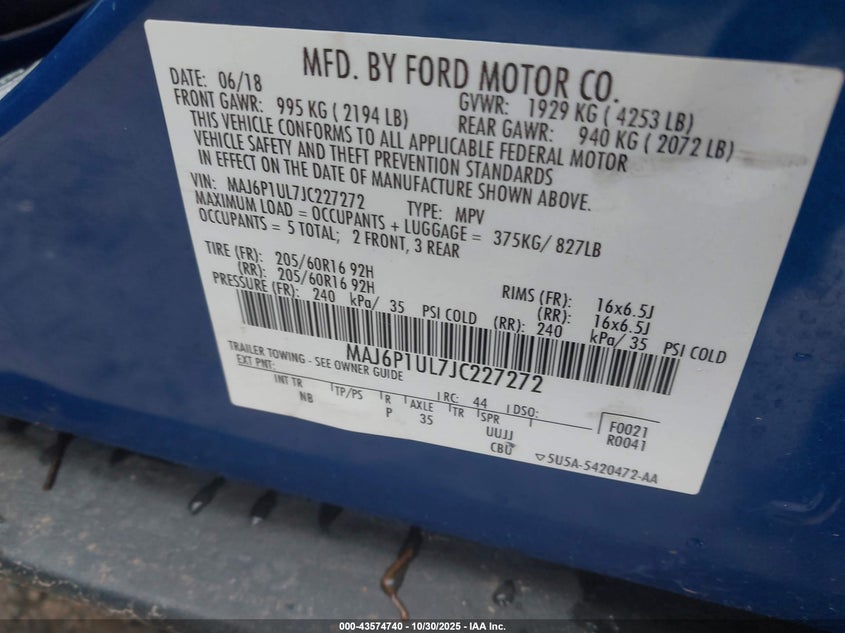 MFD. BY FORD MOTOR CO.
DATE: 06/18 GVWR: 1929 KG ( 4253 LB)
FRONT GAWR: 995 KG ( 2194 LB) REAR GAWR: 940 KG ( 2072 LB)
THIS VEHICLE CONFORMS TO ALL APPLICABLE FEDERAL MOTOR
VEHICLE SAFETY AND THEFT PREVENTION STANDARDS
IN EFFECT ON THE DATE OF MANUFACTURE SHOWN ABOVE.
VIN: MAJ6P1UL7JC227272 TYPE: MPV
MAXIMUM LOAD = OCCUPANTS + LUGGAGE = 375KG/ 827LB
OCCUPANTS = 5 TOTAL; 2 FRONT, 3 REAR
TIRE (FR): 205/60R16 92H RIMS (FR): 16x6.5J
(RR): 205/60R16 92H (RR): 16x6.5J
PRESSURE (FR): 240 kPa/ 35 PSI COLD (RR): 240 kPa/ 35 PSI COLD
MAJ6P1UL7JC227272
TRAILER TOWING - SEE OWNER GUIDE
EXT PNT: RC: 44 DSO:
INT TR TP/PS R AXLE TR SPR F0021
NB P 35 UUJJ R0041
CBU
5U5A-5420472-AA
000-43574740 - 10/30/2025 - IAA Inc.